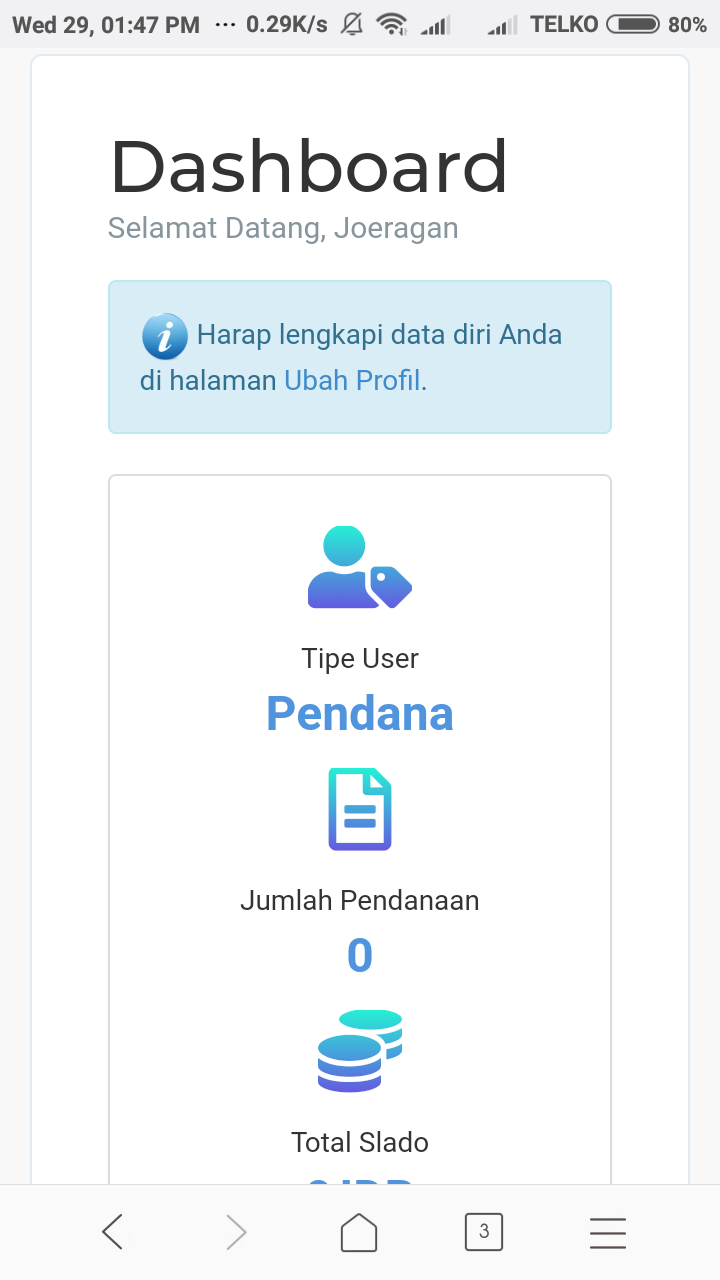 Wed 29, 01:47 PM ··· 0.29K/s TELKO 80%
Dashboard
Selamat Datang, Joeragan
Harap lengkapi data diri Anda
di halaman Ubah Profil.
Tipe User
Pendana
Jumlah Pendanaan
0
Total Slado
3